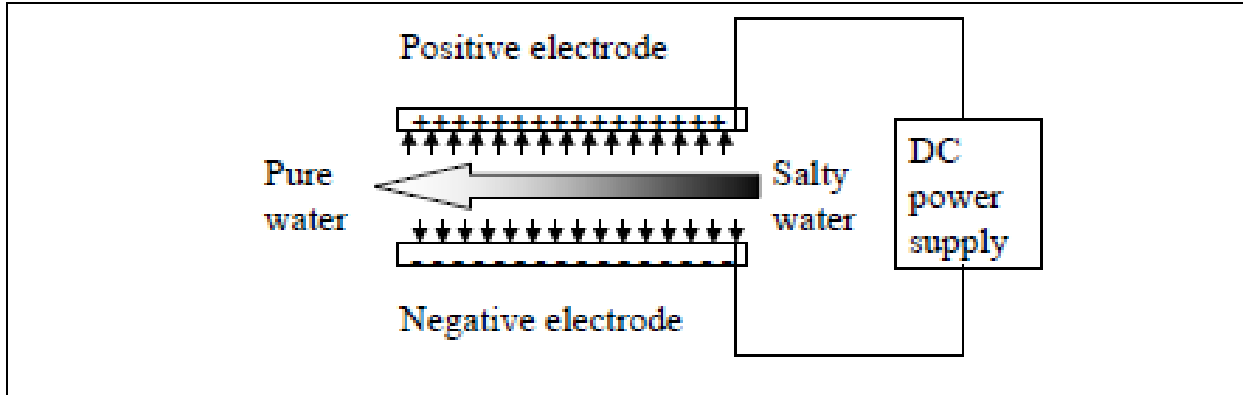 Positive electrode
+++++++++++++++
Pure
water
Salty
water
DC
power
supply
- - - - - - - - - - - - - - -
Negative electrode